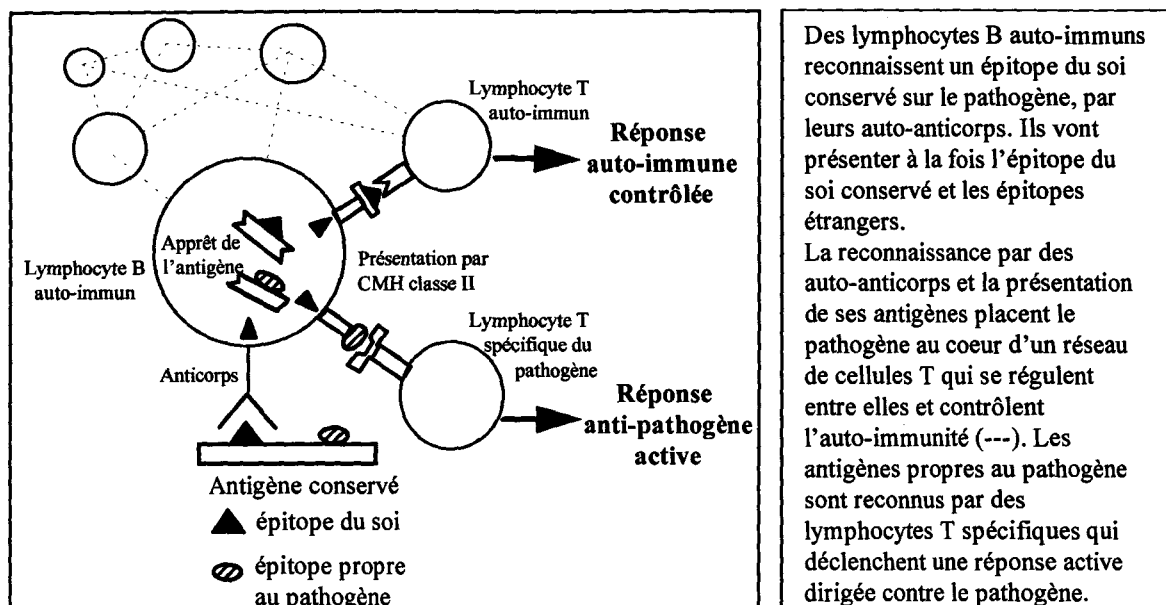 Lymphocyte T
auto-immun
Réponse
auto-immune
contrôlée
Apprêt de
l'antigène
Lymphocyte B
auto-immun
Présentation par
CMH classe II
Lymphocyte T
spécifique du
pathogène
Anticorps
Réponse
anti-pathogène
active
Antigène conservé
épitope du soi
épitope propre
au pathogène
Des lymphocytes B auto-immuns
reconnaissent un épitope du soi
conservé sur le pathogène, par
leurs auto-anticorps. Ils vont
présenter à la fois l'épitope du
soi conservé et les épitopes
étrangers.
La reconnaissance par des
auto-anticorps et la présentation
de ses antigènes placent le
pathogène au coeur d'un réseau
de cellules T qui se régulent
entre elles et contrôlent
l'auto-immunité (---). Les
antigènes propres au pathogène
sont reconnus par des
lymphocytes T spécifiques qui
déclenchent une réponse active
dirigée contre le pathogène.